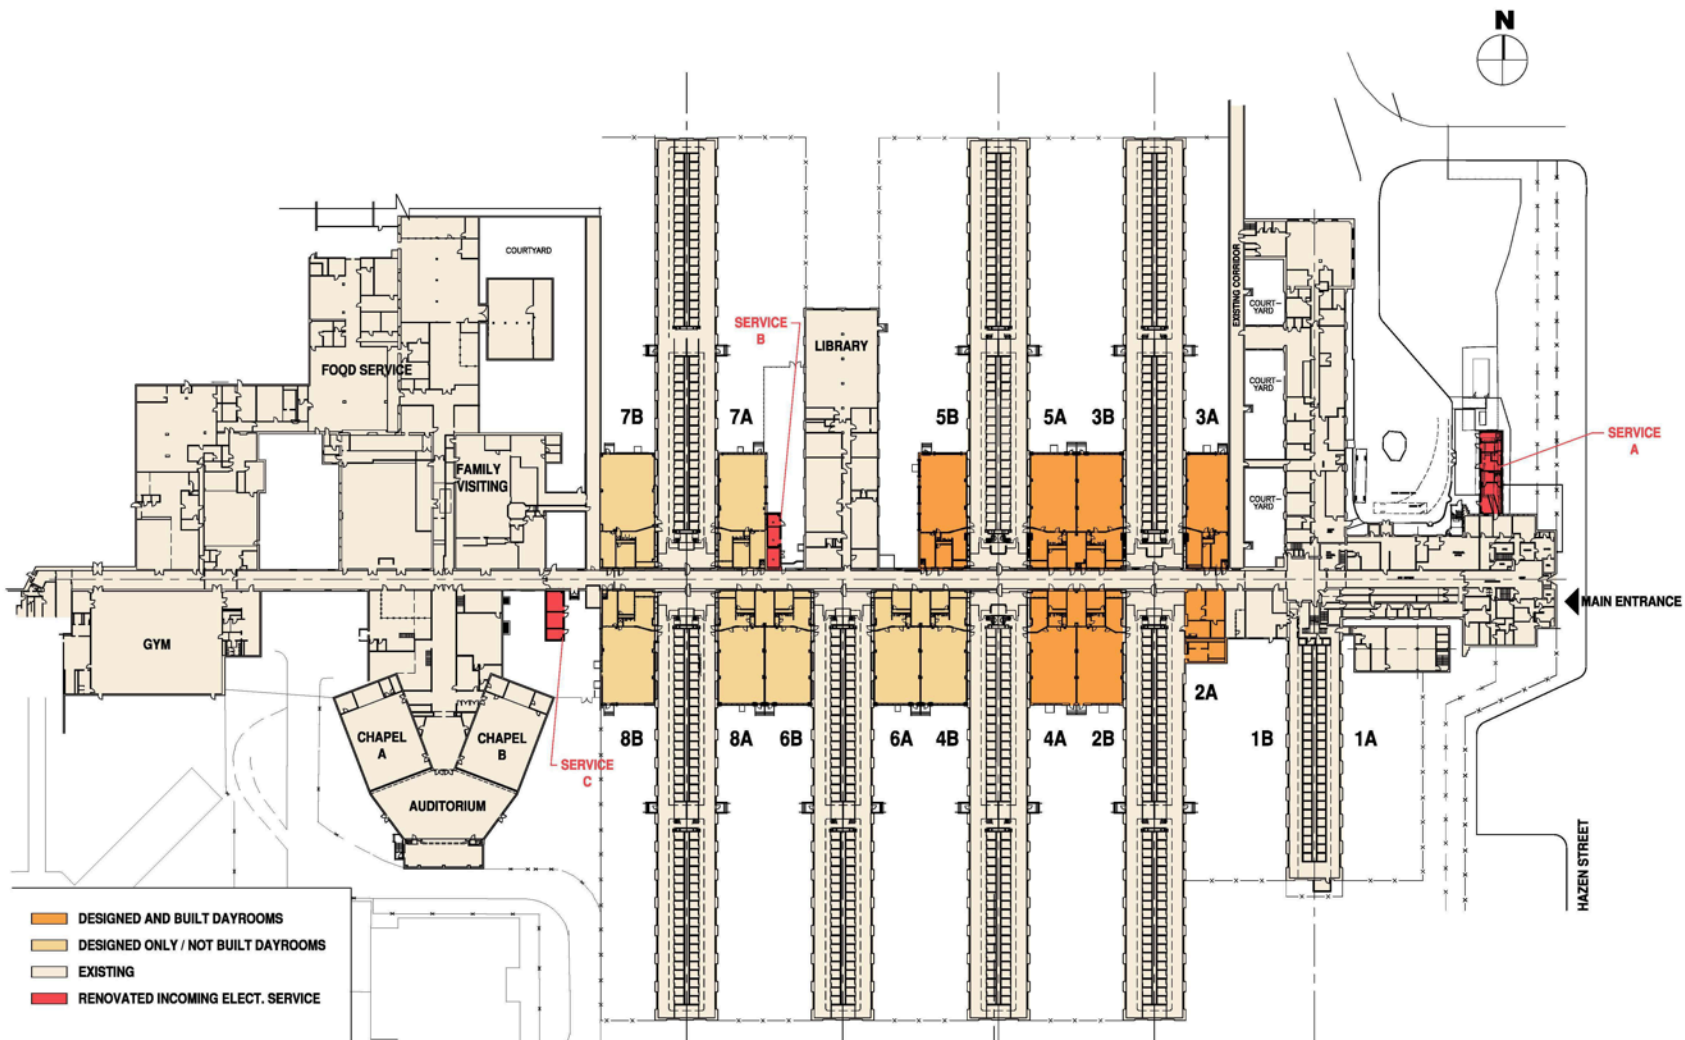 N
COURTYARD
EXISTING CORRIDOR
COURT-
YARD
SERVICE
B
LIBRARY
FOOD SERVICE
COURT-
YARD
7B
7A
5B
5A
3B
3A
SERVICE
A
FAMILY
VISITING
COURT-
YARD
MAIN ENTRANCE
GYM
2A
CHAPEL
A
CHAPEL
B
8B
8A
6B
6A
4B
4A
2B
1B
1A
SERVICE
C
AUDITORIUM
HAZEN STREET
DESIGNED AND BUILT DAYROOMS
DESIGNED ONLY / NOT BUILT DAYROOMS
EXISTING
RENOVATED INCOMING ELECT. SERVICE